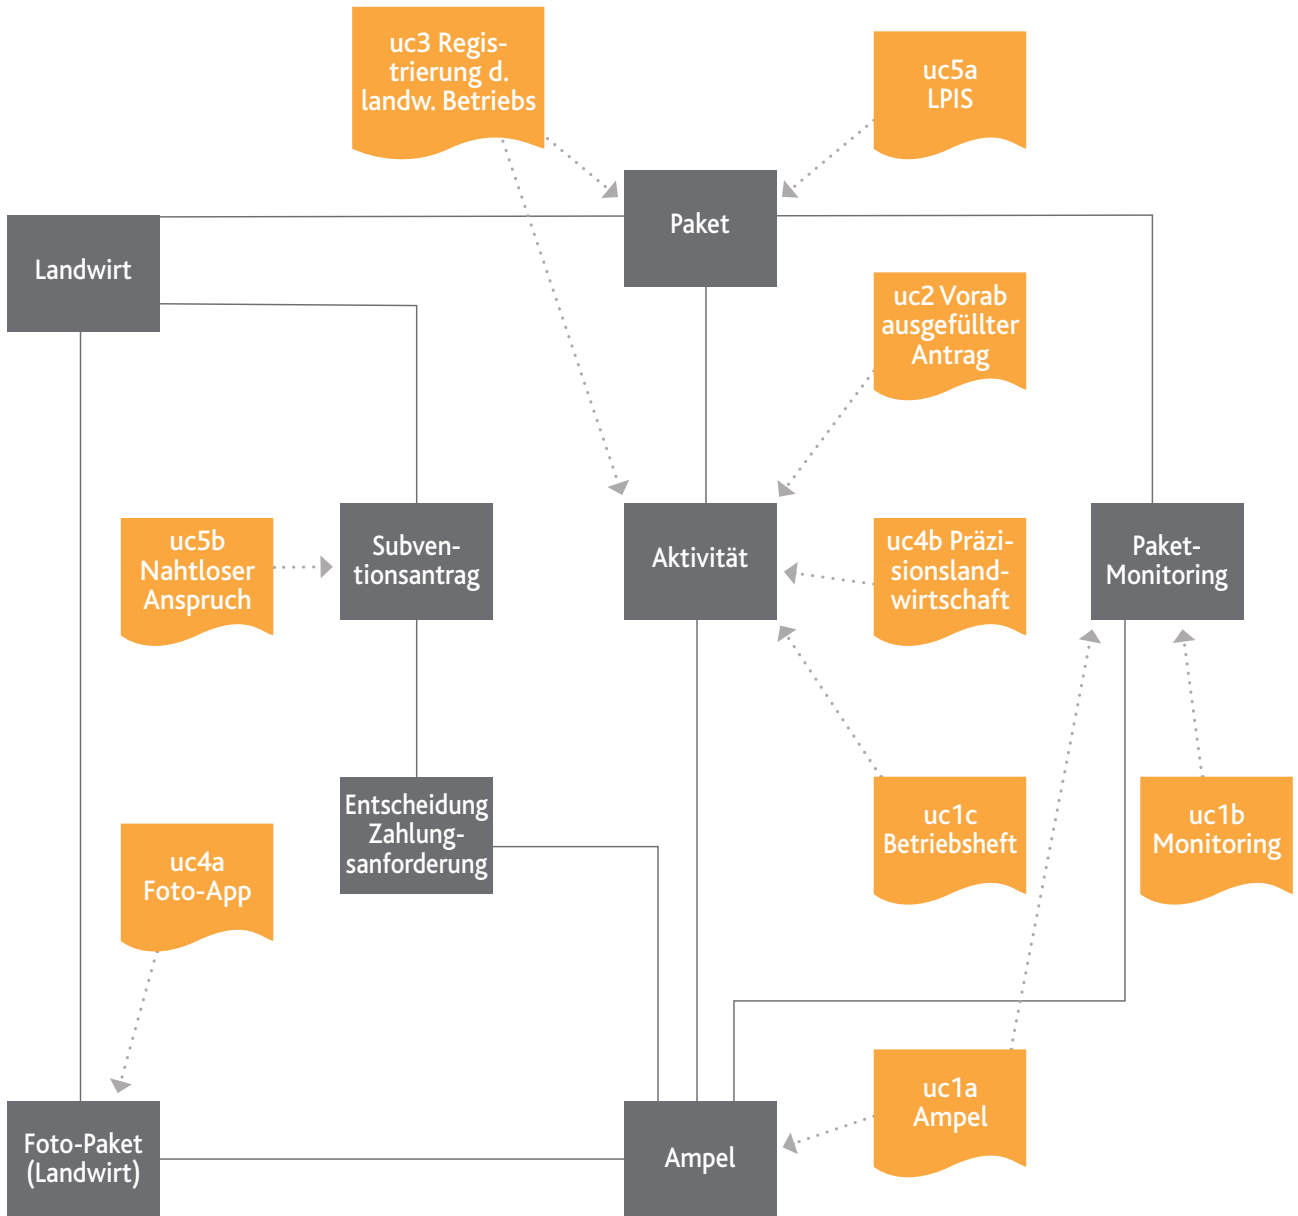 uc3 Regis-
trierung d.
landw. Betriebs
uc5a
LPIS
Paket
Landwirt
uc2 Vorab
ausgefüllter
Antrag
uc5b
Nahtloser
Anspruch
Subven-
tionsantrag
Aktivität
uc4b Präzi-
sionsland-
wirtschaft
Paket-
Monitoring
Entscheidung
Zahlung-
sanforderung
uc4a
Foto-App
uc1c
Betriebsheft
uc1b
Monitoring
uc1a
Ampel
Foto-Paket
(Landwirt)
Ampel